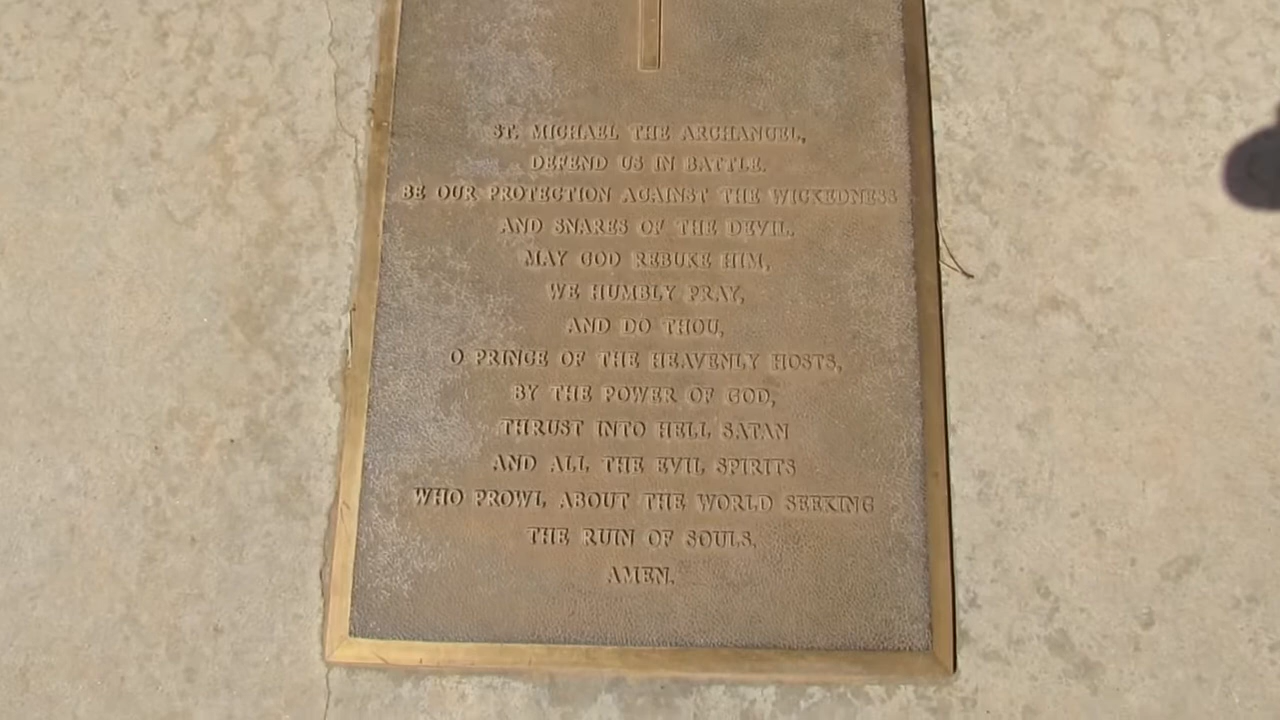 ST. MICHAEL THE ARCHANGEL,
DEFEND US IN BATTLE.
BE OUR PROTECTION AGAINST THE WICKEDNESS
AND SNARES OF THE DEVIL.
MAY GOD REBUKE HIM,
WE HUMBLY PRAY,
AND DO THOU,
O PRINCE OF THE HEAVENLY HOSTS,
BY THE POWER OF GOD,
THRUST INTO HELL SATAN
AND ALL THE EVIL SPIRITS
WHO PROWL ABOUT THE WORLD SEEKING
THE RUIN OF SOULS.
AMEN.